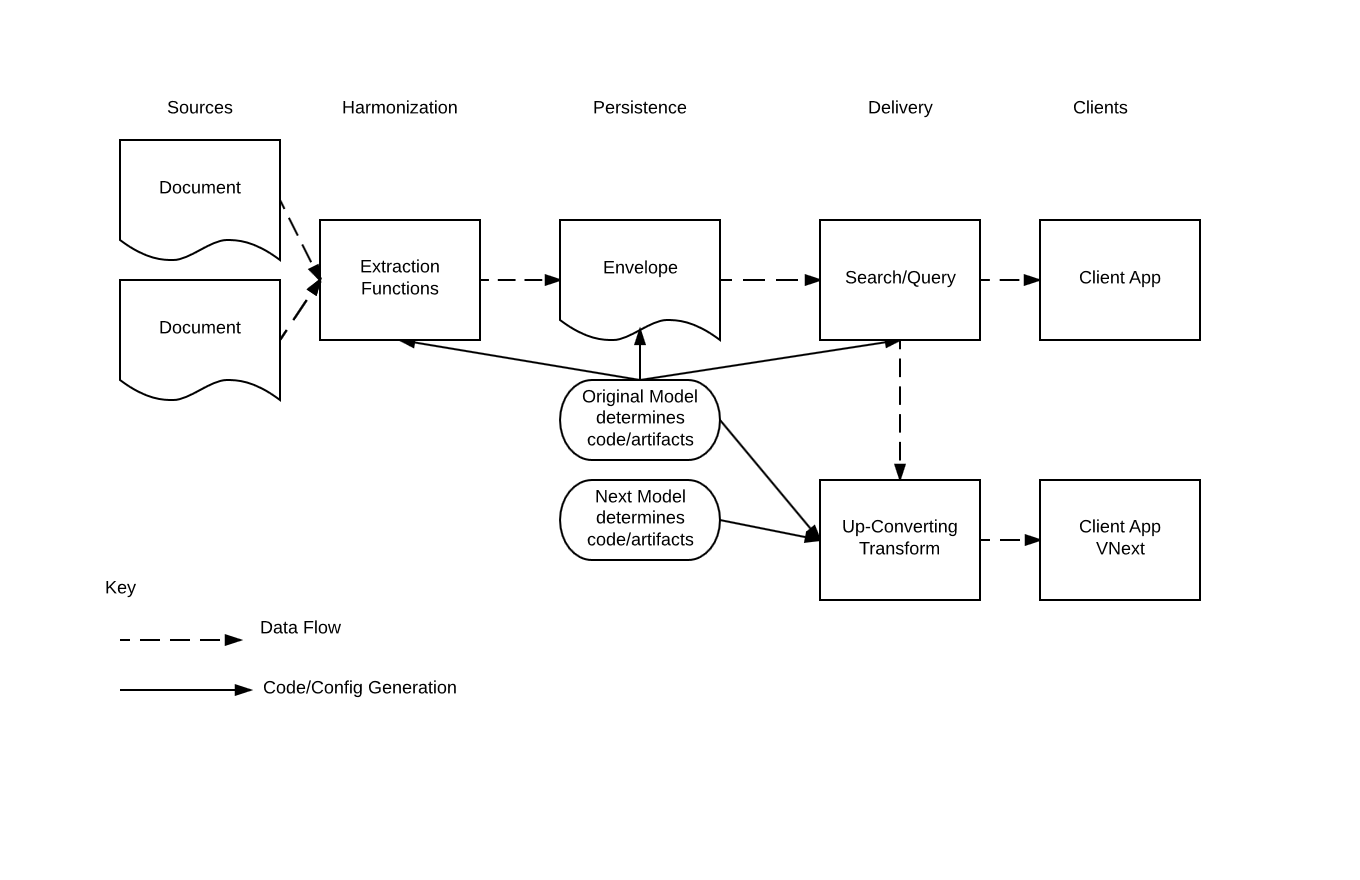 Sources
Harmonization
Persistence
Delivery
Clients
Document
Document
Extraction
Functions
Envelope
Search/Query
Client App
Original Model
determines
code/artifacts
Next Model
determines
code/artifacts
Up-Converting
Transform
Client App
VNext
Key
Data Flow
Code/Config Generation